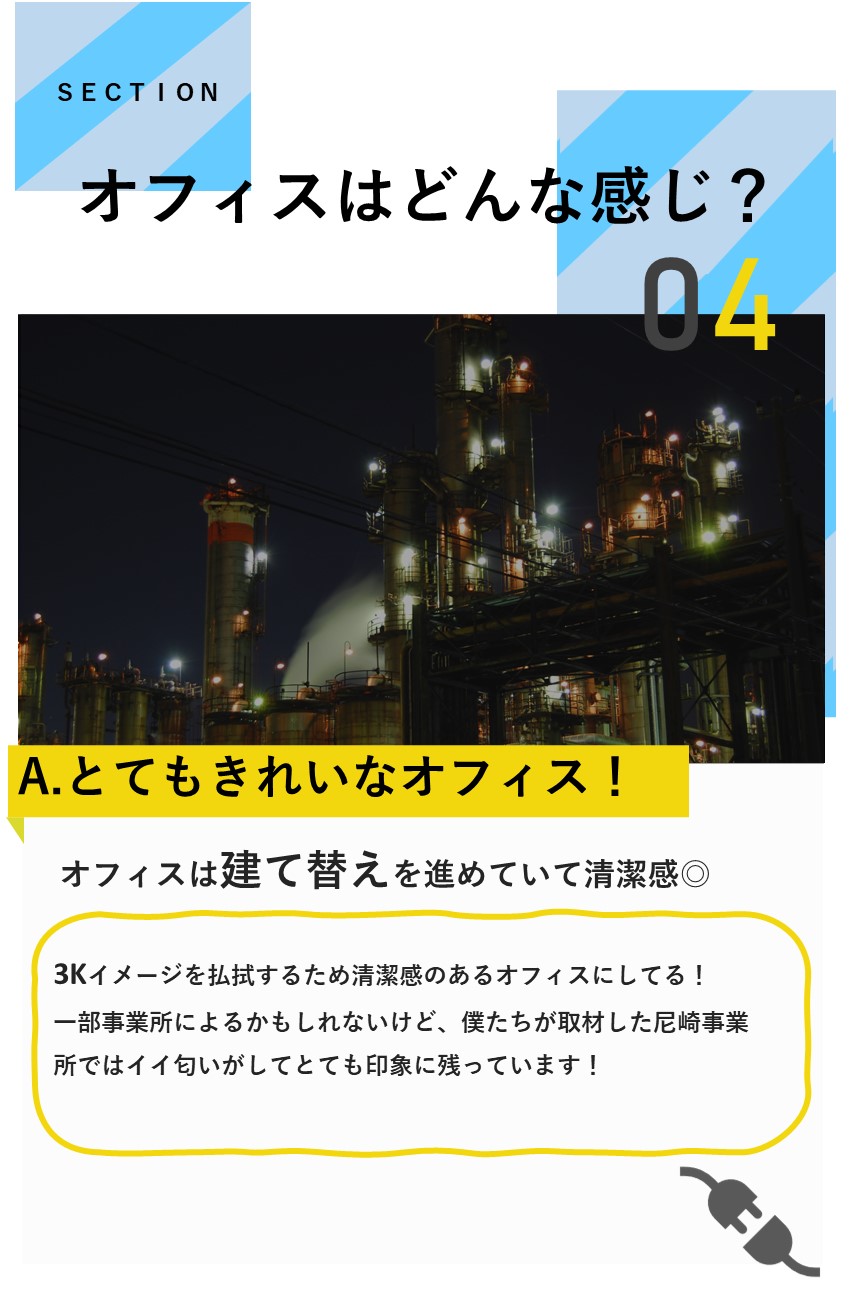 SECTION
オフィスはどんな感じ？
04
A.とてもきれいなオフィス！
オフィスは建て替えを進めていて清潔感◎
3Kイメージを払拭するため清潔感のあるオフィスにしてる！
一部事業所によるかもしれないけど、僕たちが取材した尼崎事業
所ではイイ匂いがしてとても印象に残っています！